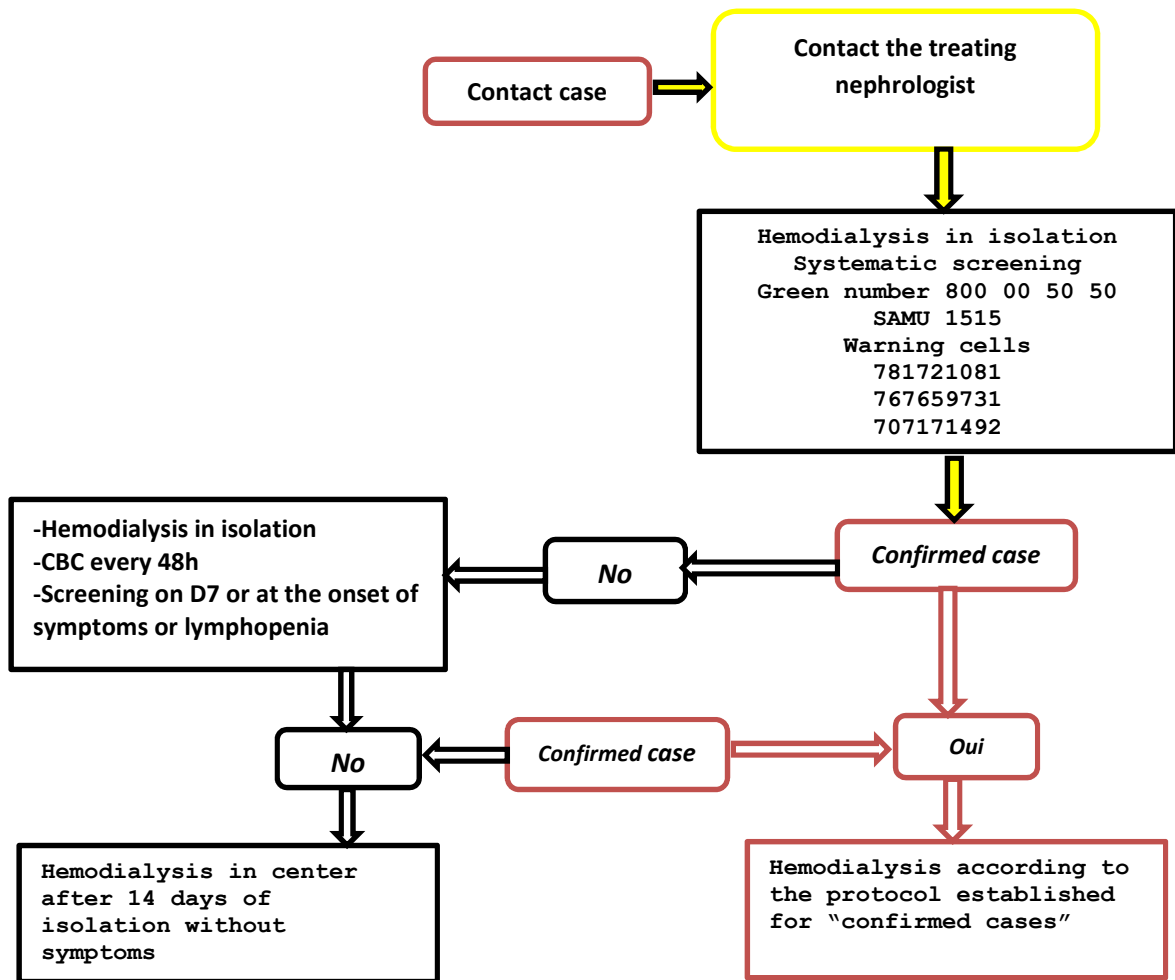 Contact the treating
nephrologist
Contact case
Hemodialysis in isolation
Systematic screening
Green number 800 00 50 50
SAMU 1515
Warning cells
781721081
767659731
707171492
Confirmed case
No
-Hemodialysis in isolation
-CBC every 48h
-Screening on D7 or at the onset of
symptoms or lymphopenia
No
Confirmed case
Oui
Hemodialysis in center
after 14 days of
isolation without
symptoms
Hemodialysis according to
the protocol established
for “confirmed cases”